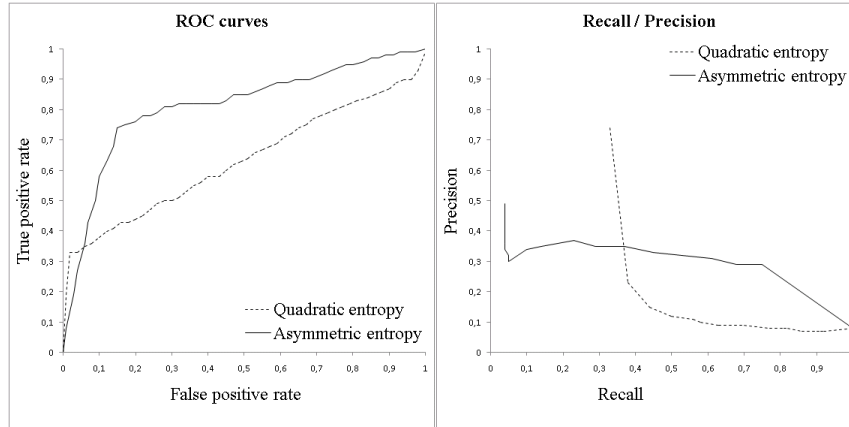 ROC curves
1
0,9
0,8
0,7
0,6
0,5
0,4
0,3
0,2
0,1
0
True positive rate
Quadratic entropy
Asymmetric entropy
0 0,1 0,2 0,3 0,4 0,5 0,6 0,7 0,8 0,9 1
False positive rate
Recall / Precision
Quadratic entropy
Asymmetric entropy
1
0,9
0,8
0,7
0,6
0,5
0,4
0,3
0,2
0,1
0
Precision
0 0,1 0,2 0,3 0,4 0,5 0,6 0,7 0,8 0,9
Recall